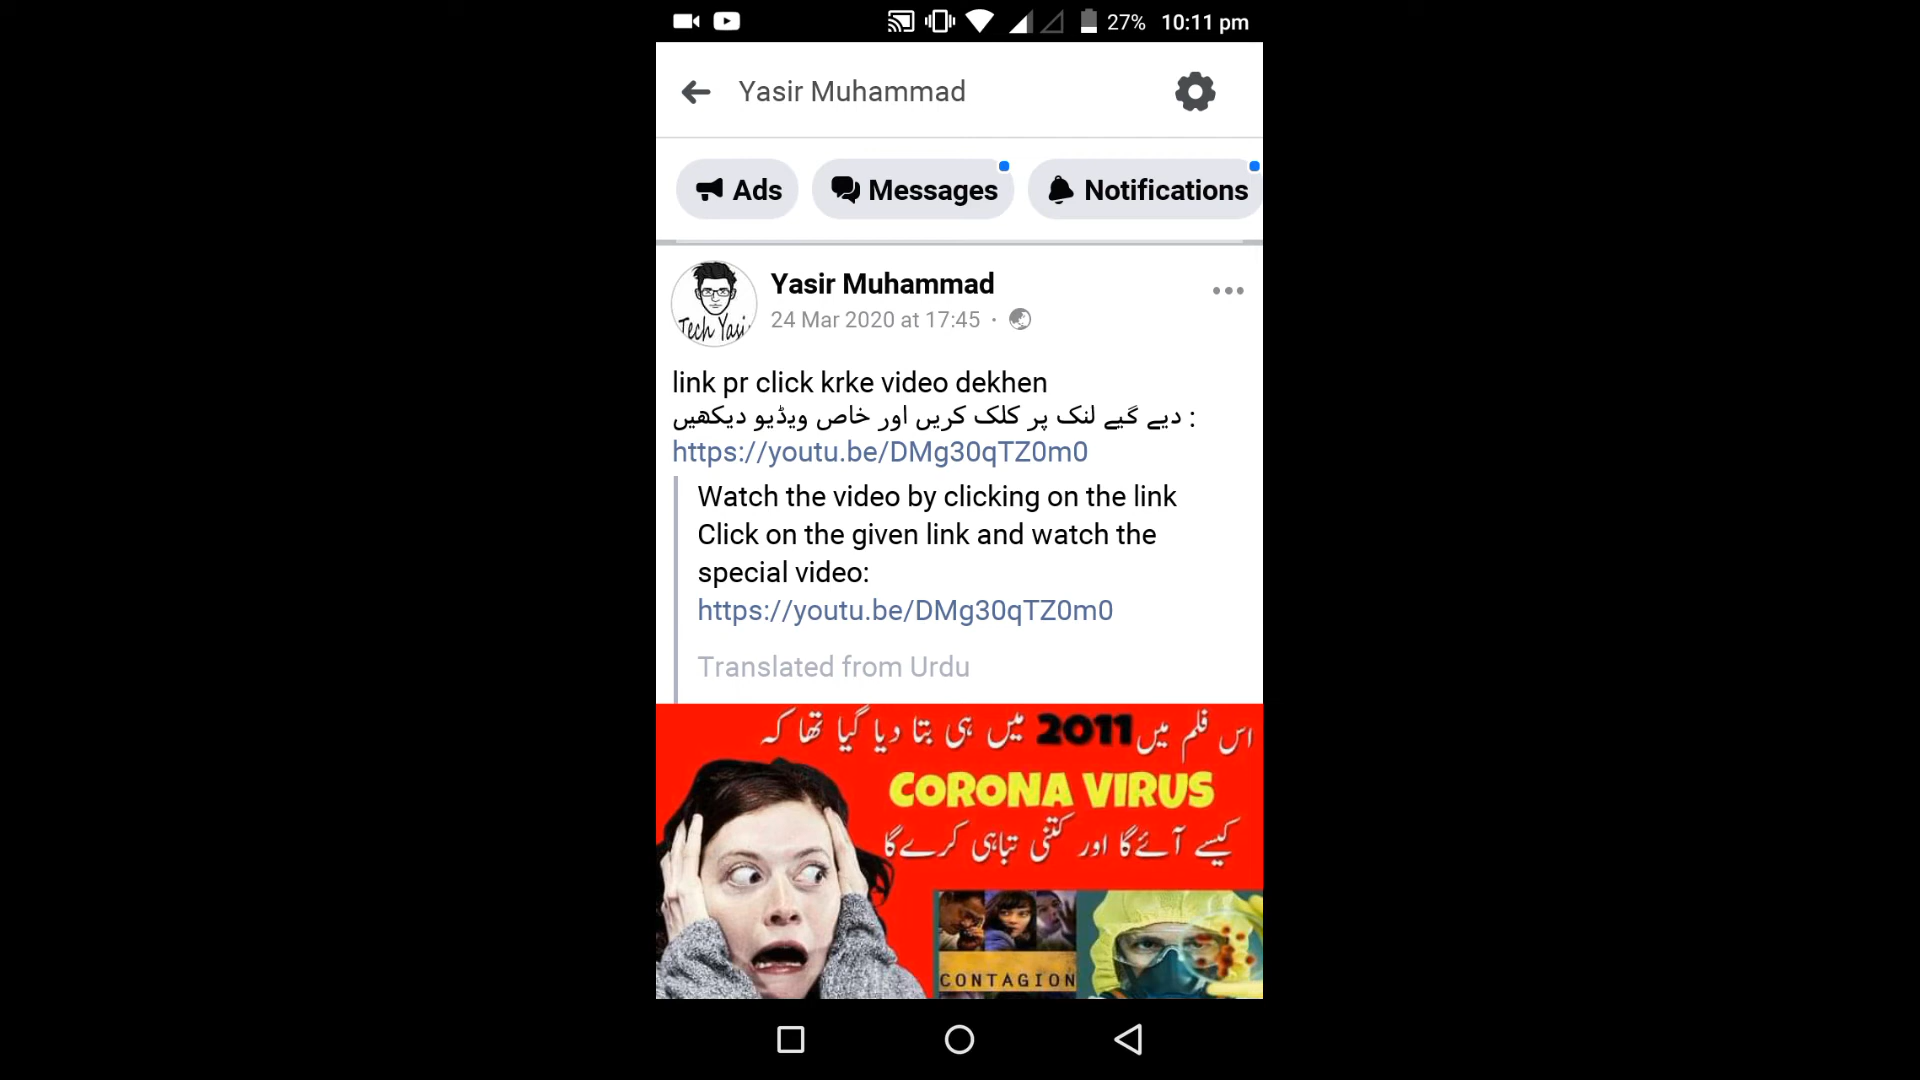 27% 10:11 pm
Yasir Muhammad
Ads Messages Notifications
Yasir Muhammad
24 Mar 2020 at 17:45 ·
Tech Yasi
link pr click krke video dekhen
دیے گیے لنک پر کلک کریں اور خاص ویڈیو دیکھیں :
https://youtu.be/DMg30qTZ0m0
Watch the video by clicking on the link
Click on the given link and watch the
special video:
https://youtu.be/DMg30qTZ0m0
Translated from Urdu
اس فلم میں 2011 میں ہی بتا دیا گیا تھا کہ
CORONA VIRUS
کیسے آئے گا اور کتنی تباہی کرے گا
CONTAGION